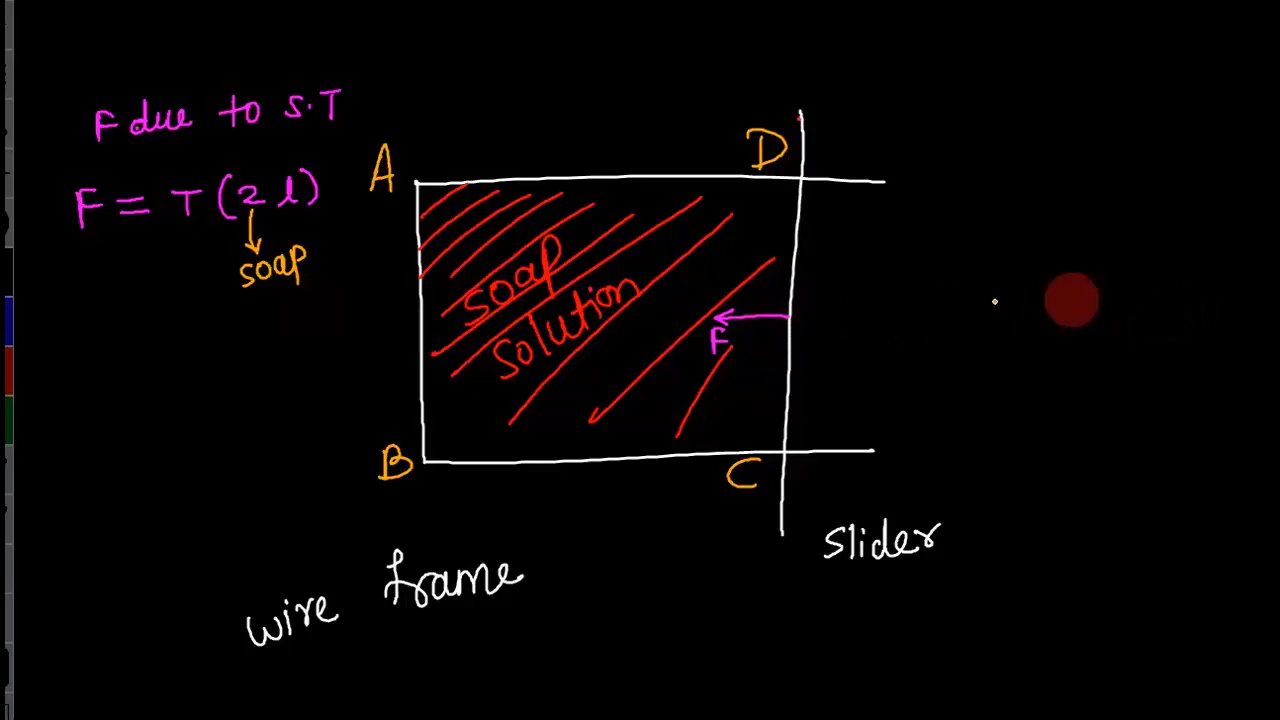 F due to S.T
F = T (2 l)
soap
A
D
soap
solution
F
B
C
slider
wire frame